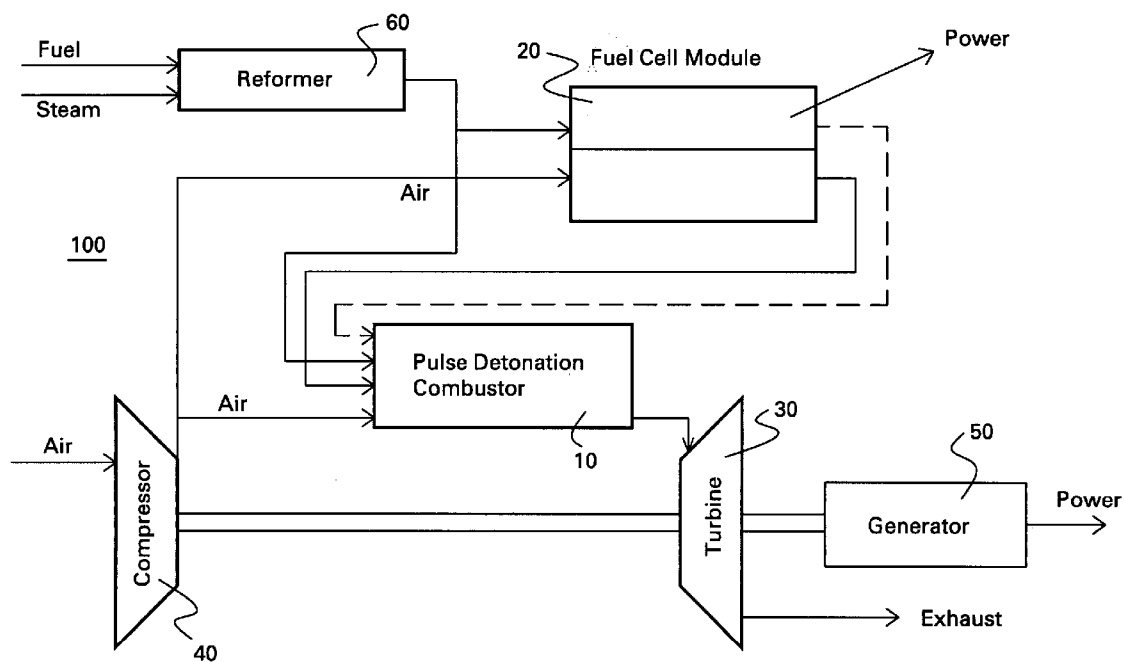 60
Fuel
Reformer
Steam
20
Fuel Cell Module
Power
Air
100
Pulse Detonation
Combustor
10
Air
Air
Compressor
40
30
Turbine
50
Generator
Power
Exhaust